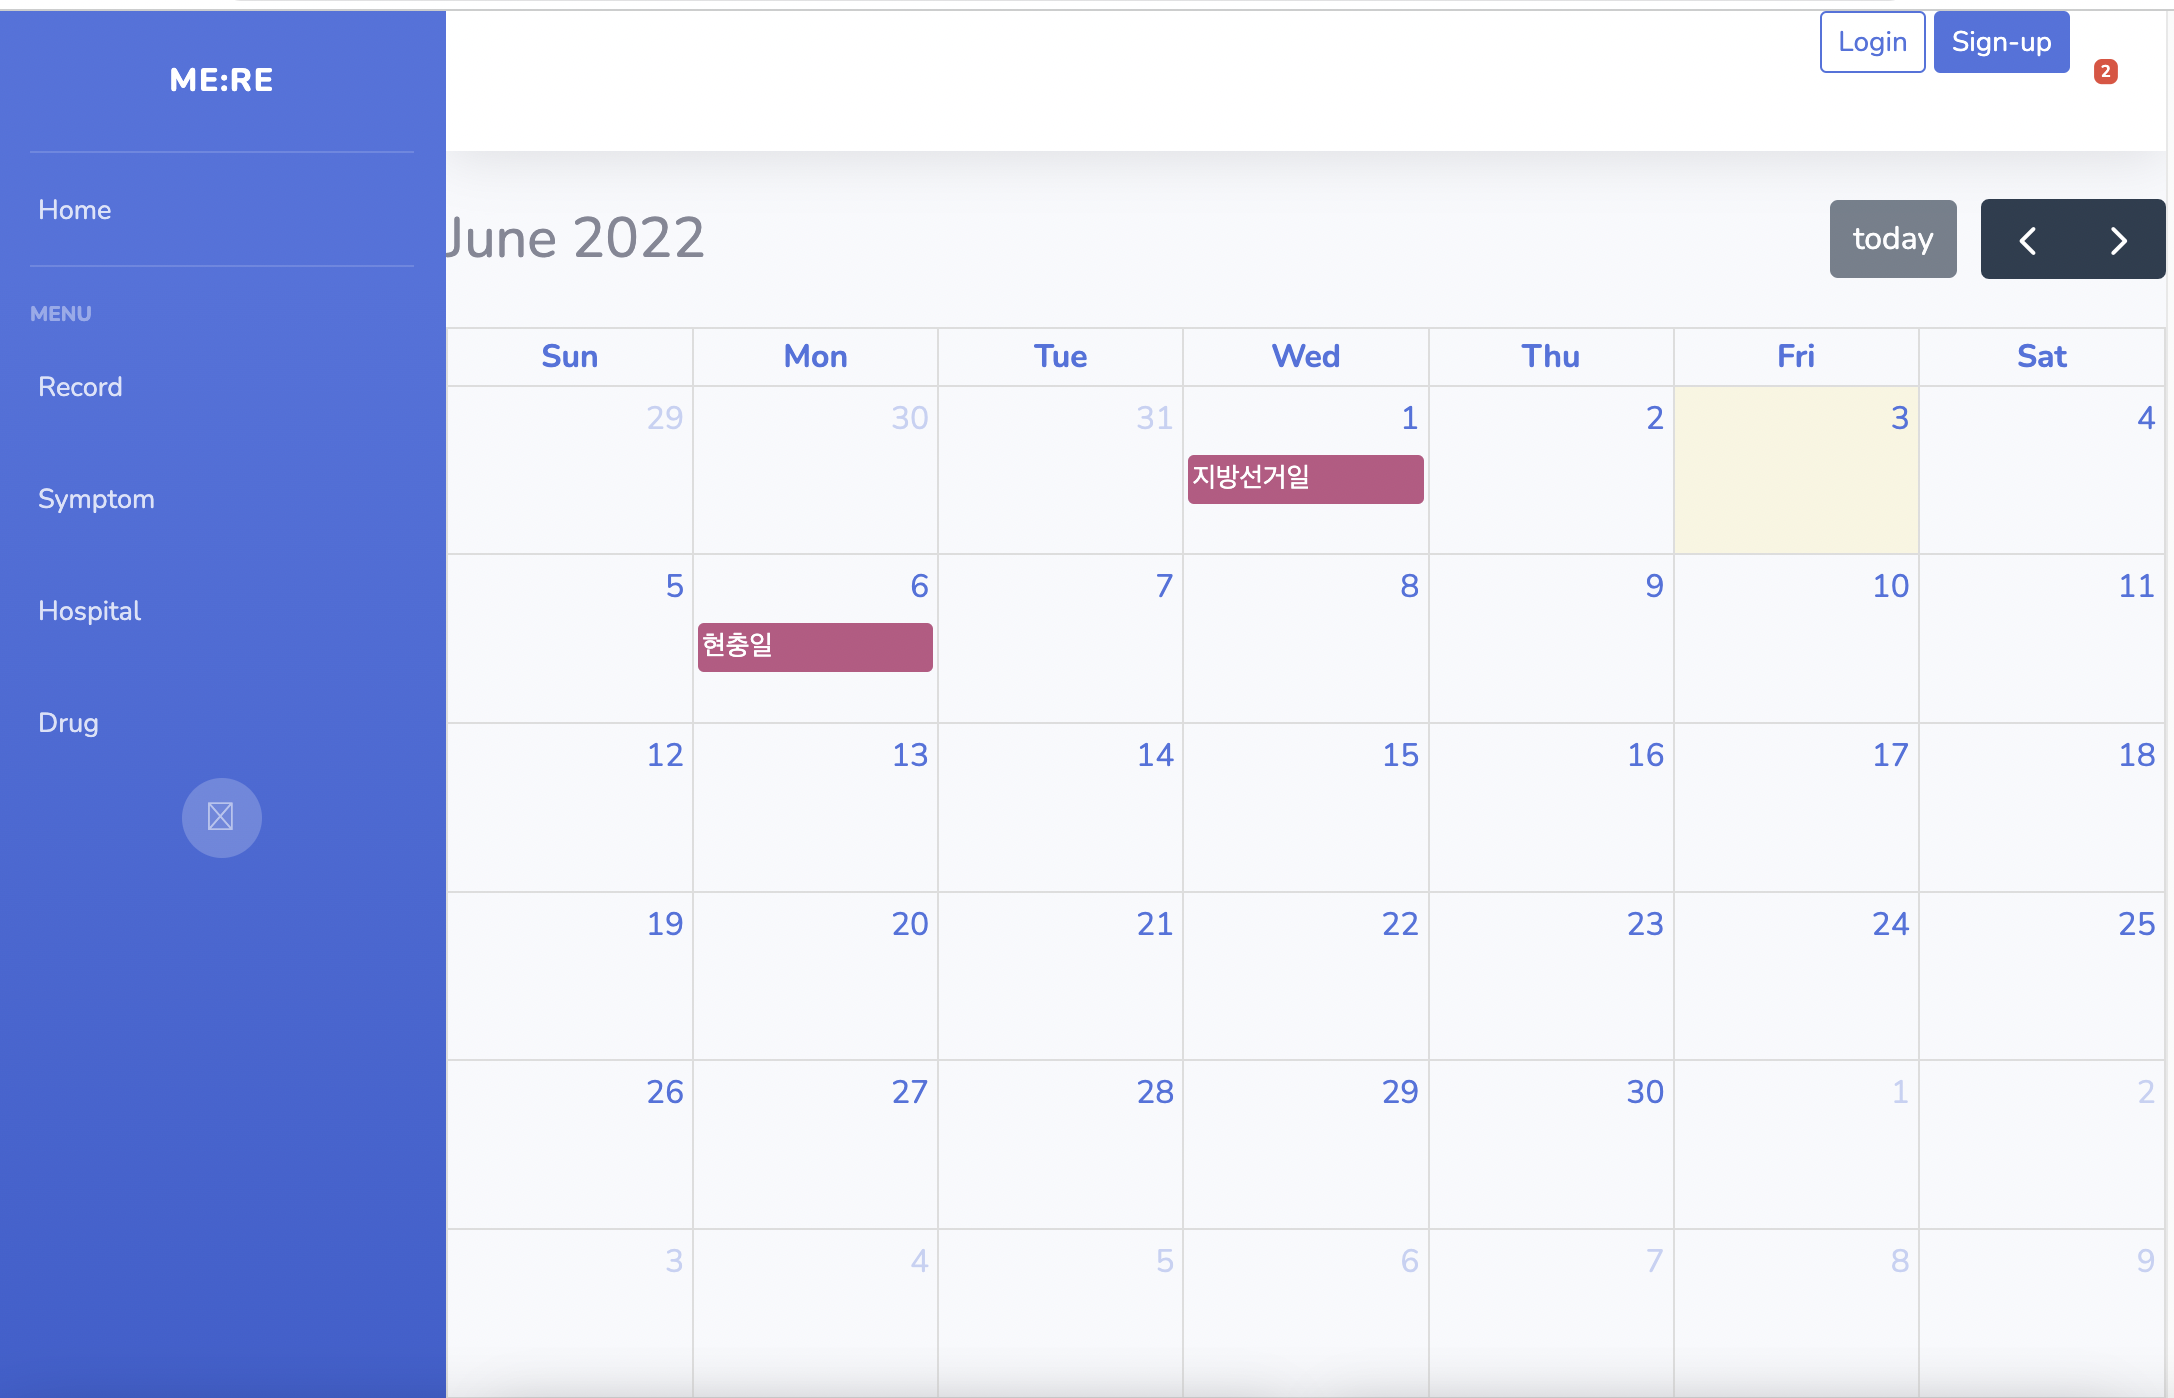 Login Sign-up
2
ME:RE
Home
MENU
Record
Symptom
Hospital
Drug
June 2022
today
Sun Mon Tue Wed Thu Fri Sat
29 30 31 1 2 3 4
지방선거일
5 6 7 8 9 10 11
현충일
12 13 14 15 16 17 18
19 20 21 22 23 24 25
26 27 28 29 30 1 2
3 4 5 6 7 8 9